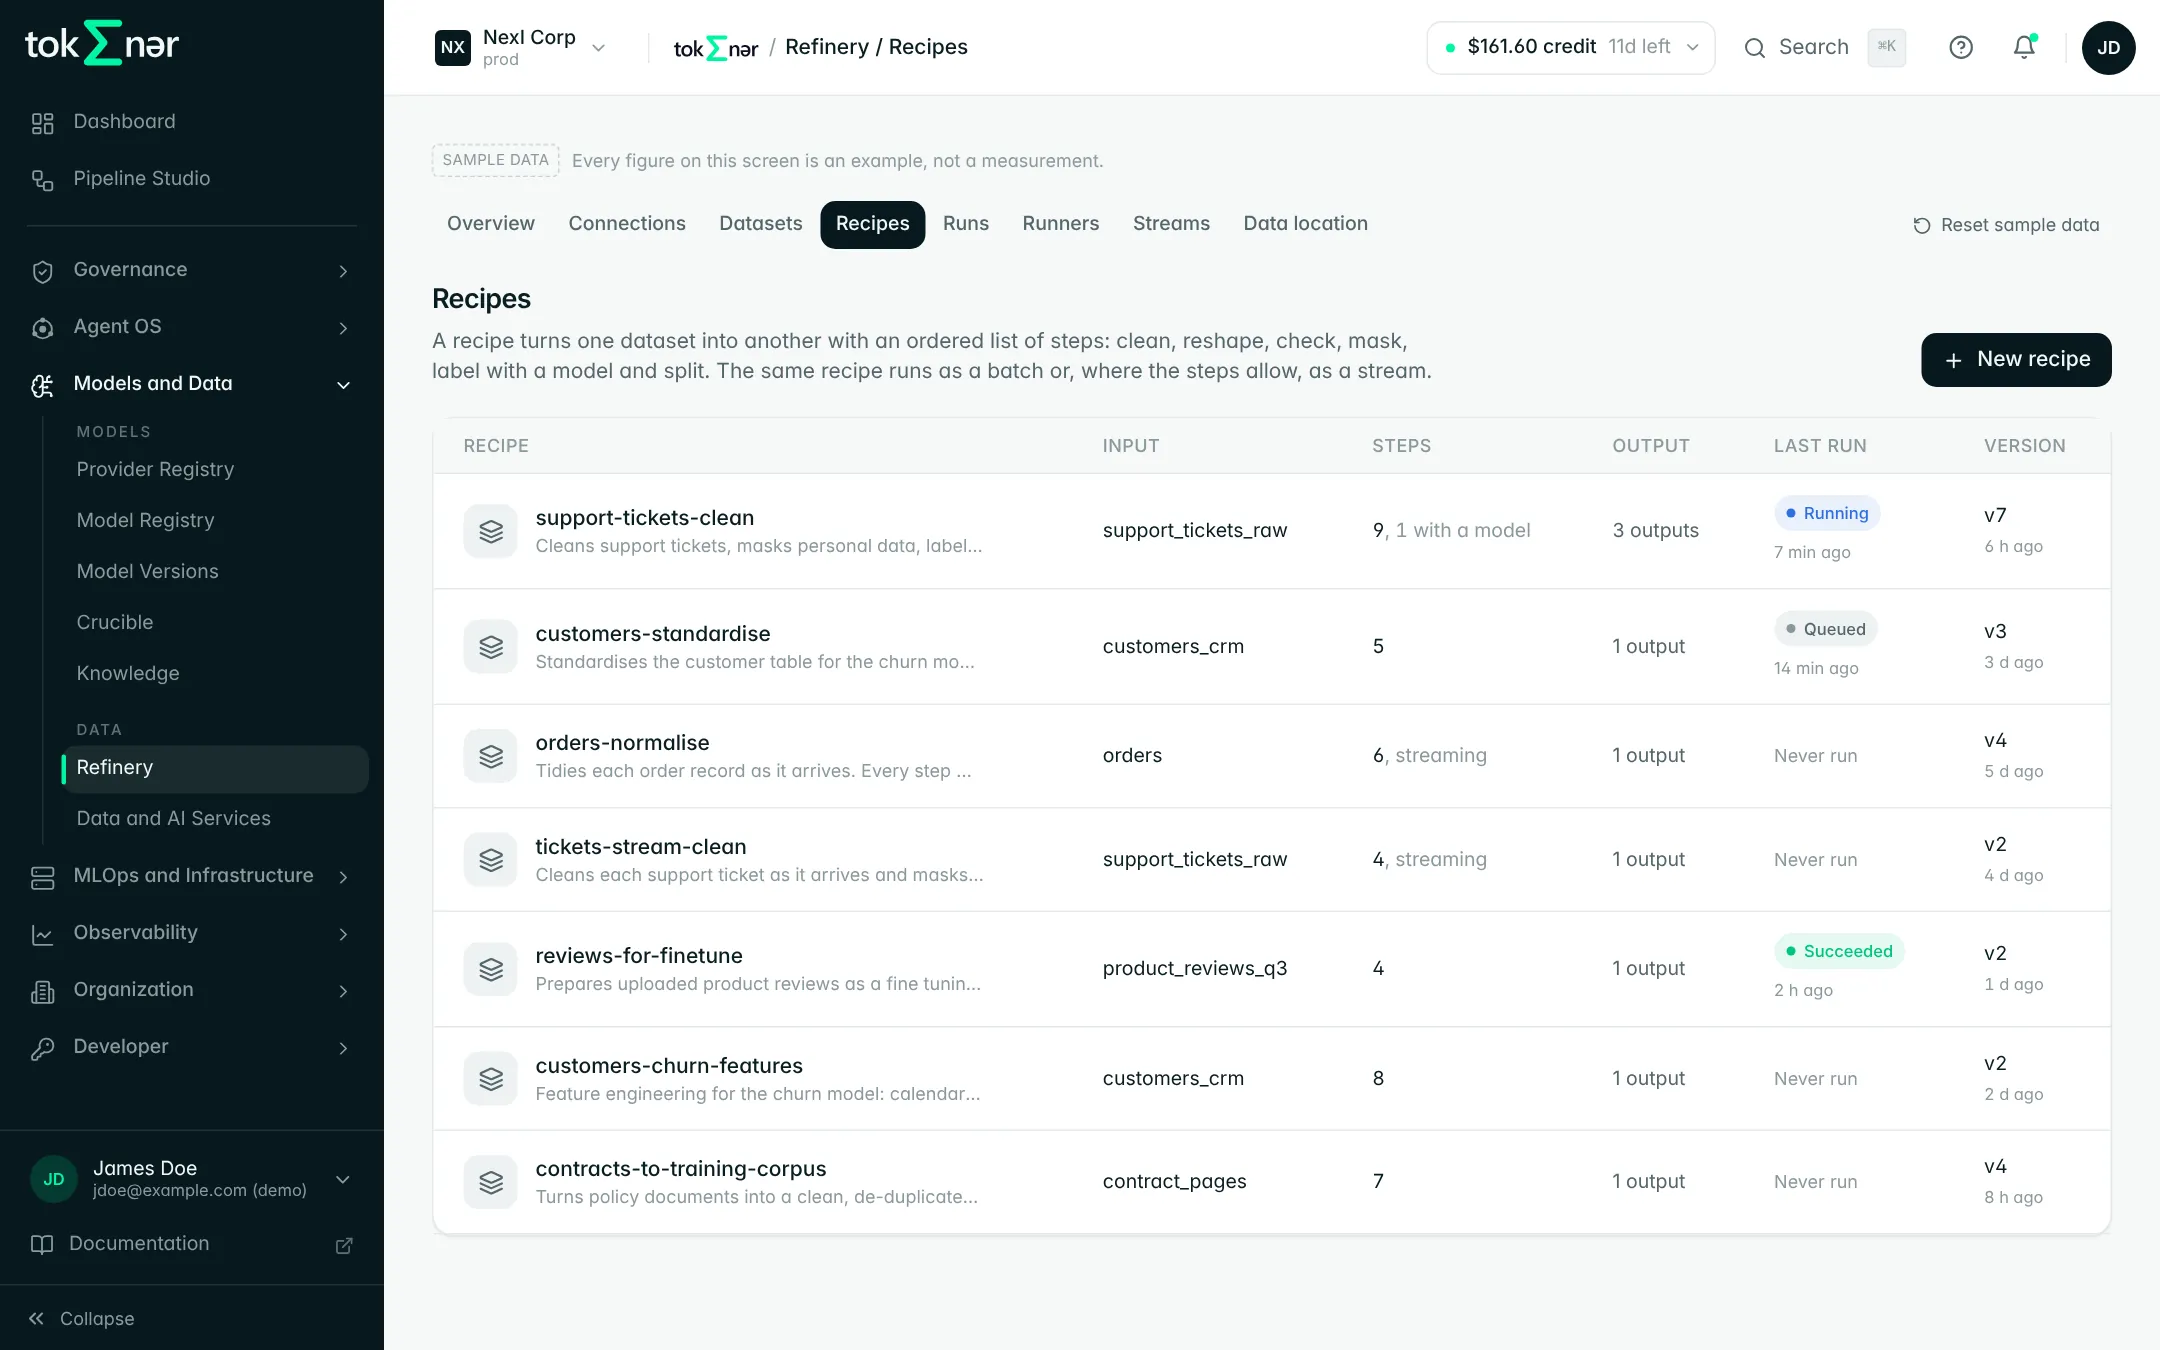 tokΣnər
Dashboard
Pipeline Studio
Governance
Agent OS
Models and Data
MODELS
Provider Registry
Model Registry
Model Versions
Crucible
Knowledge
DATA
Refinery
Data and AI Services
MLOps and Infrastructure
Observability
Organization
Developer
JD
James Doe
jdoe@example.com (demo)
Documentation
Collapse
NX
Nexl Corp
prod
tokΣnər / Refinery / Recipes
$161.60 credit 11d left
Search ⌘K
JD
SAMPLE DATA Every figure on this screen is an example, not a measurement.
Overview Connections Datasets Recipes Runs Runners Streams Data location
Reset sample data
Recipes
A recipe turns one dataset into another with an ordered list of steps: clean, reshape, check, mask,
label with a model and split. The same recipe runs as a batch or, where the steps allow, as a stream.
+ New recipe
RECIPE INPUT STEPS OUTPUT LAST RUN VERSION
support-tickets-clean
Cleans support tickets, masks personal data, label...
support_tickets_raw
9, 1 with a model
3 outputs
Running
7 min ago
v7
6 h ago
customers-standardise
Standardises the customer table for the churn mo...
customers_crm
5
1 output
Queued
14 min ago
v3
3 d ago
orders-normalise
Tidies each order record as it arrives. Every step ...
orders
6, streaming
1 output
Never run
v4
5 d ago
tickets-stream-clean
Cleans each support ticket as it arrives and masks...
support_tickets_raw
4, streaming
1 output
Never run
v2
4 d ago
reviews-for-finetune
Prepares uploaded product reviews as a fine tunin...
product_reviews_q3
4
1 output
Succeeded
2 h ago
v2
1 d ago
customers-churn-features
Feature engineering for the churn model: calendar...
customers_crm
8
1 output
Never run
v2
2 d ago
contracts-to-training-corpus
Turns policy documents into a clean, de-duplicate...
contract_pages
7
1 output
Never run
v4
8 h ago